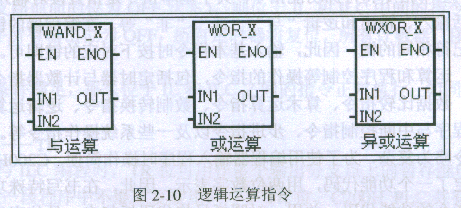 WAND_X WOR_X WXOR_X
EN ENO EN ENO EN ENO
IN1 OUT IN1 OUT IN1 OUT
IN2 IN2 IN2
与运算 或运算 异或运算
图 2-10 逻辑运算指令